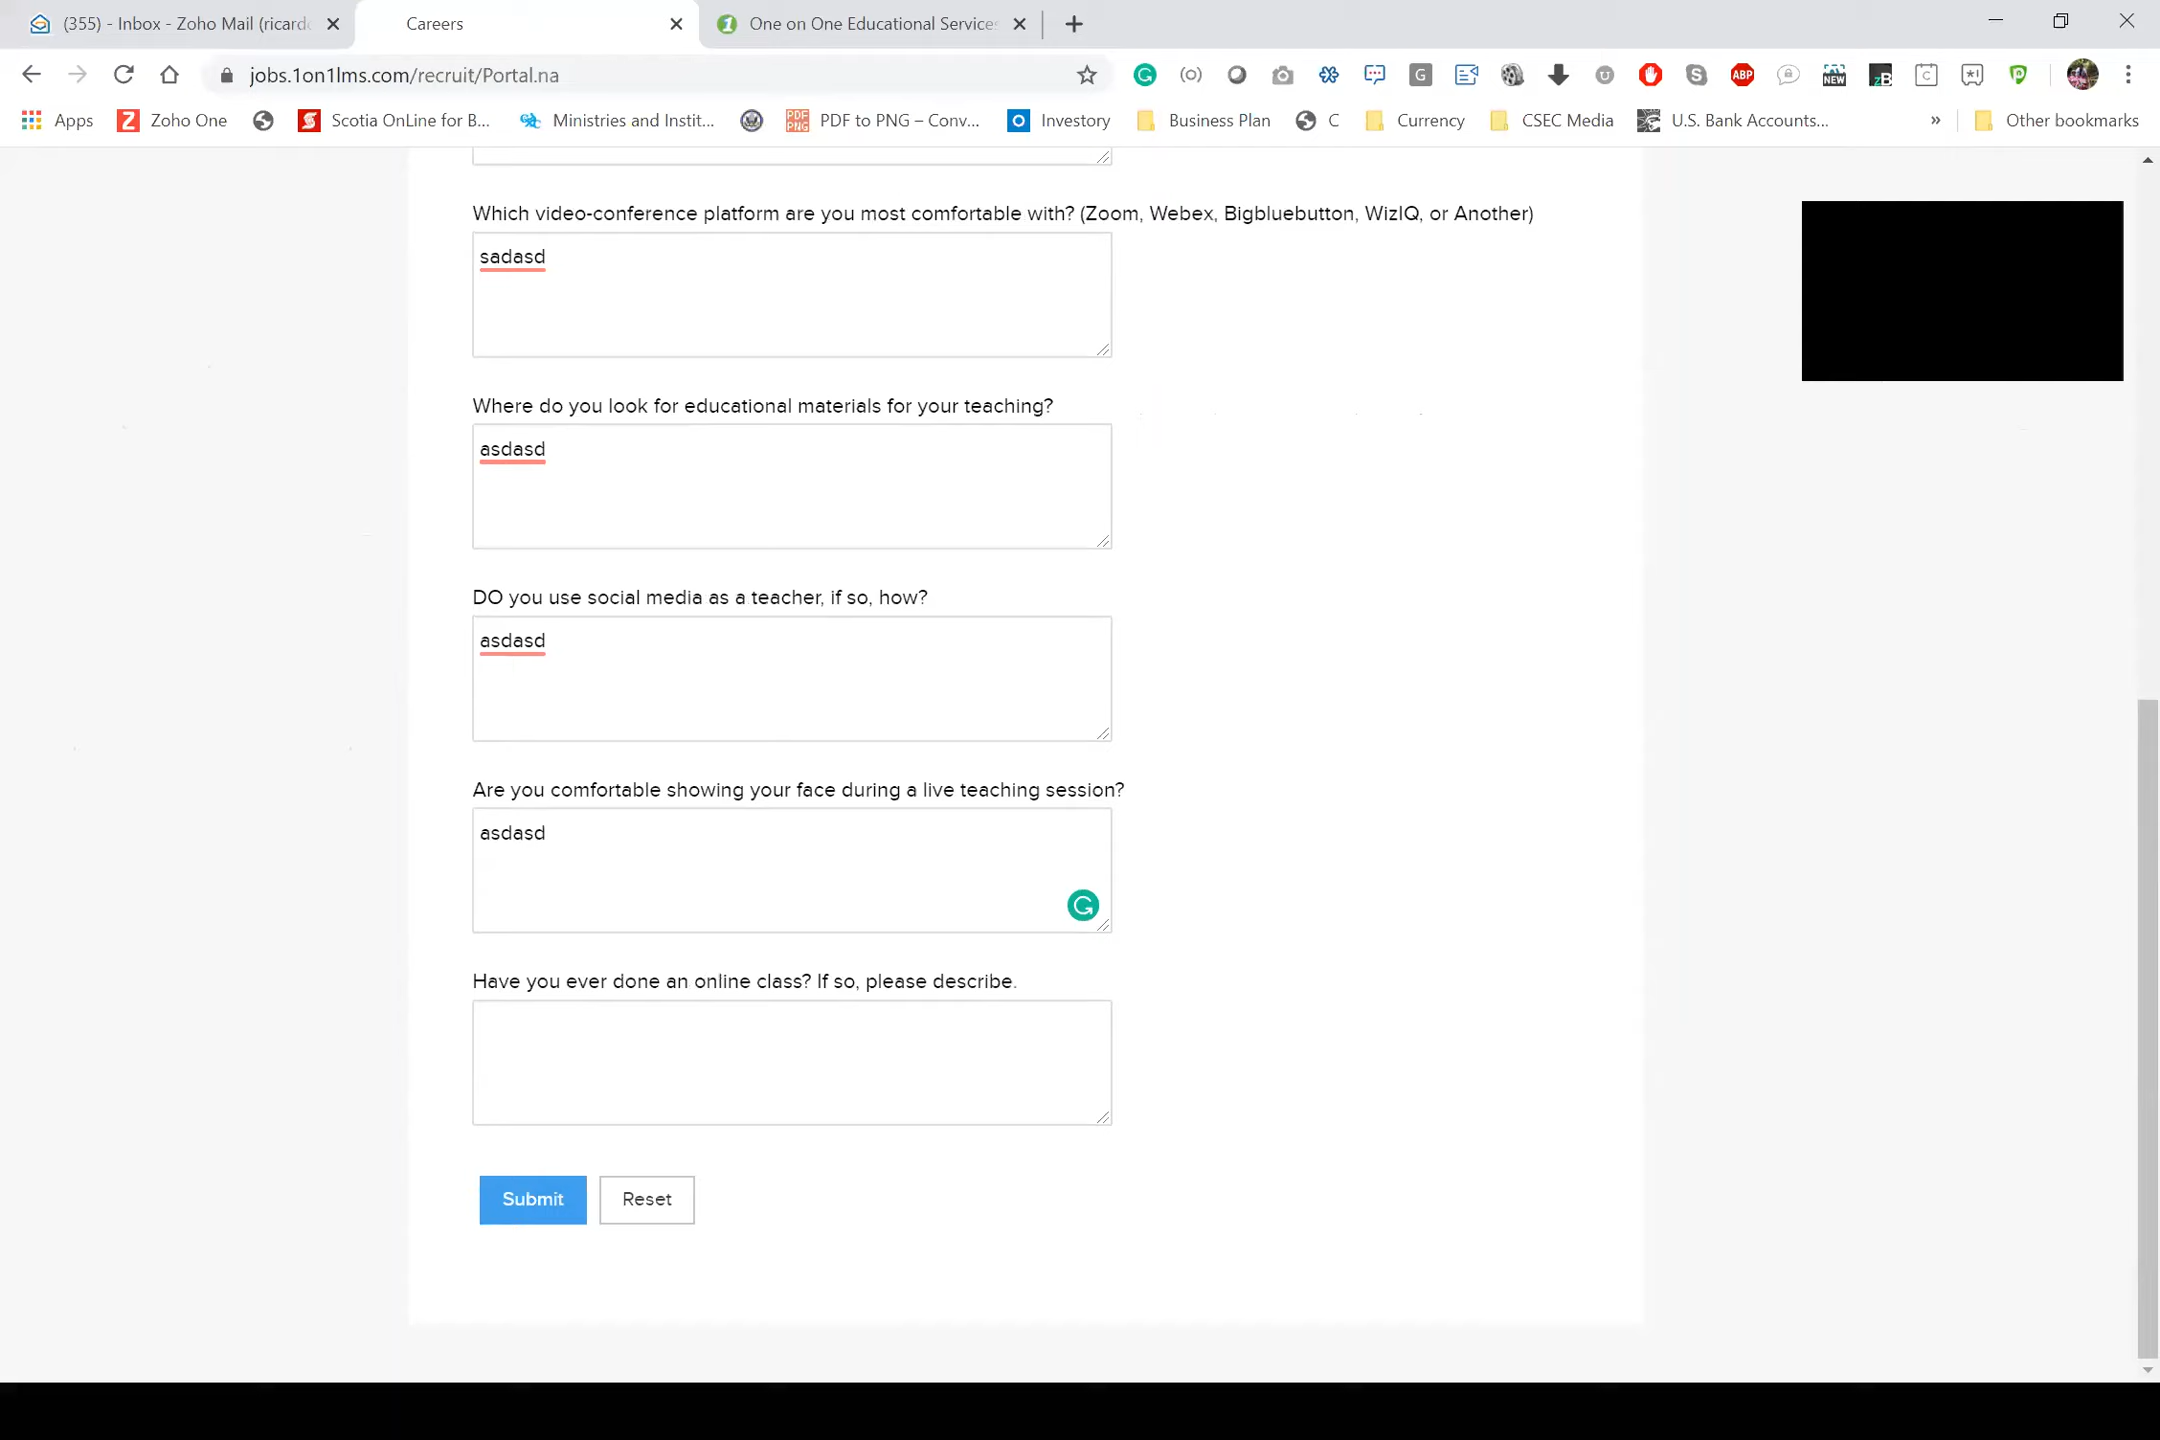 (355) - Inbox - Zoho Mail (ricard
Careers
One on One Educational Service
jobs.1on1lms.com/recruit/Portal.na
Apps
Zoho One
Scotia OnLine for B...
Ministries and Instit...
PDF to PNG – Conv...
Investory
Business Plan
C
Currency
CSEC Media
U.S. Bank Accounts...
»
Other bookmarks
Which video-conference platform are you most comfortable with? (Zoom, Webex, Bigbluebutton, WizIQ, or Another)
sadasd
Where do you look for educational materials for your teaching?
asdasd
DO you use social media as a teacher, if so, how?
asdasd
Are you comfortable showing your face during a live teaching session?
asdasd
Have you ever done an online class? If so, please describe.
Submit
Reset